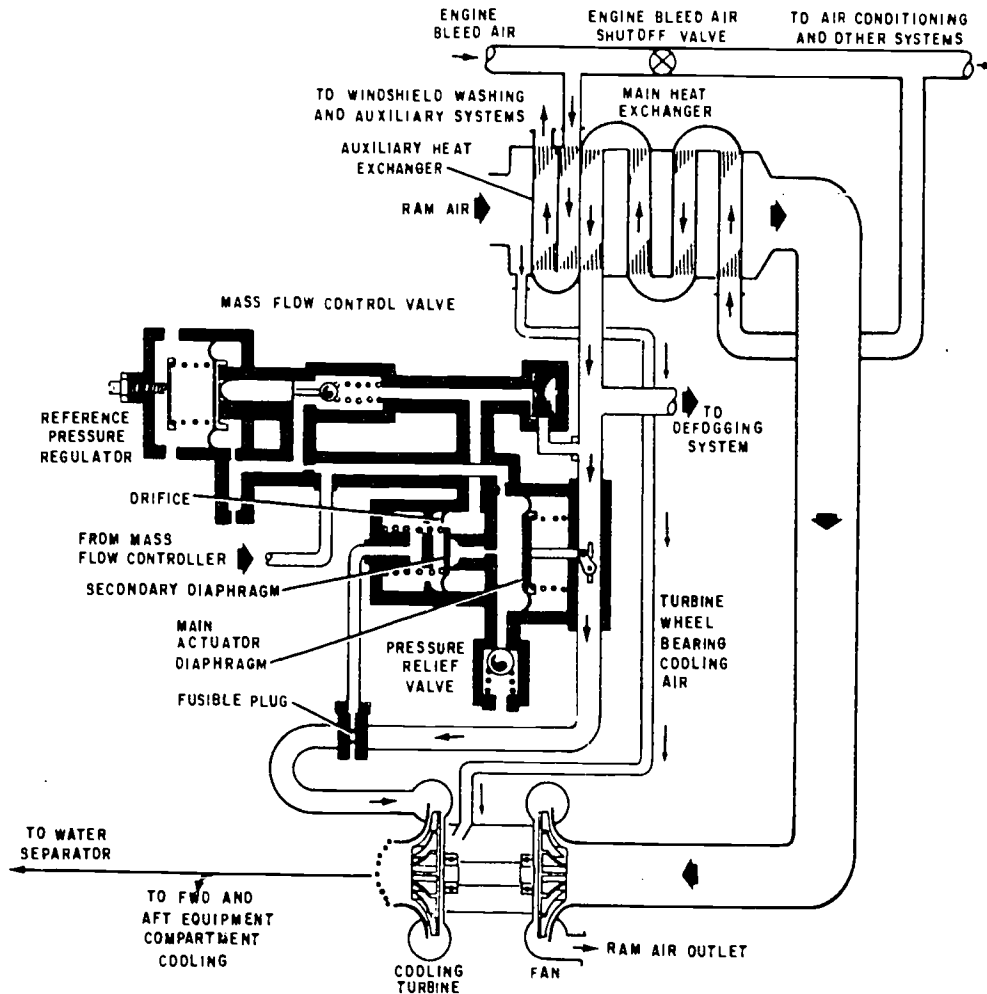 ENGINE
BLEED AIR
ENGINE BLEED AIR
SHUTOFF VALVE
TO AIR CONDITIONING
AND OTHER SYSTEMS
TO WINDSHIELD WASHING
AND AUXILIARY SYSTEMS
MAIN HEAT
EXCHANGER
AUXILIARY HEAT
EXCHANGER
RAM AIR
MASS FLOW CONTROL VALVE
REFERENCE
PRESSURE
REGULATOR
TO
DEFOGGING
SYSTEM
ORIFICE
FROM MASS
FLOW CONTROLLER
SECONDARY DIAPHRAGM
MAIN
ACTUATOR
DIAPHRAGM
PRESSURE
RELIEF
VALVE
TURBINE
WHEEL
BEARING
COOLING
AIR
FUSIBLE PLUG
TO WATER
SEPARATOR
TO FWD AND
AFT EQUIPMENT
COMPARTMENT
COOLING
COOLING
TURBINE
FAN
RAM AIR OUTLET